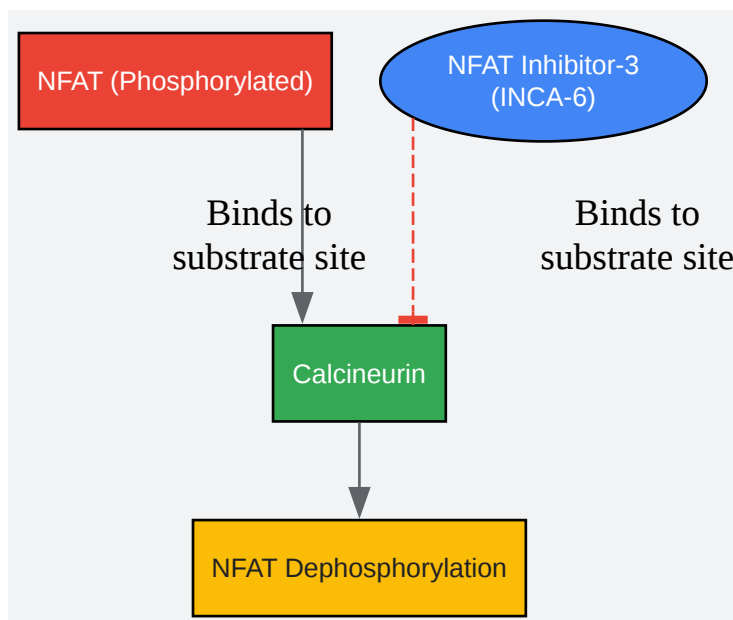 NFAT (Phosphorylated)
NFAT Inhibitor-3
(INCA-6)
Binds to
substrate site
Binds to
substrate site
Calcineurin
NFAT Dephosphorylation